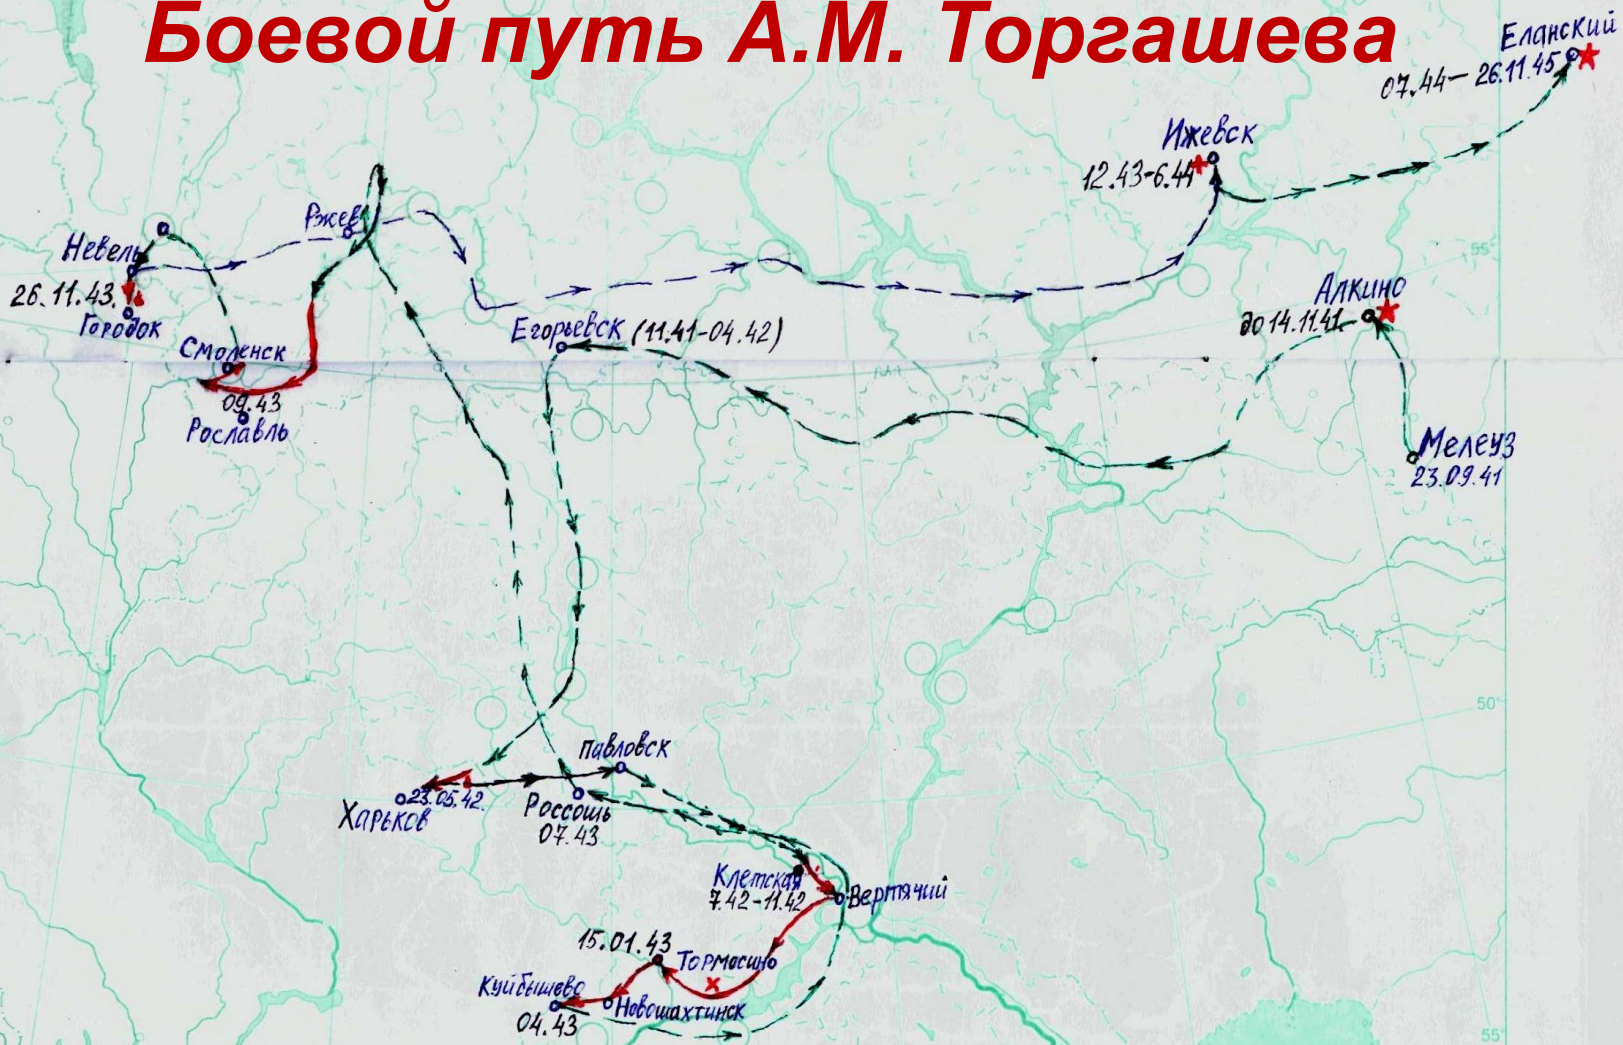 Боевой путь А.М. Торгашева
Еланский
07.44 – 26.11.45
Ижевск
12.43-6.44
Ржев
Невель
26.11.43.
Городок
55°
Алкино
до 14.11.41.
Егорьевск (11.41-04.42)
Смоленск
09.43
Рославль
Мелеуз
23.09.41
50°
Павловск
23.05.42.
Харьков
Россошь
07.43
Клетская
7.42-11.42
Вертячий
15.01.43
Тормосино
Куйбышево
04.43
Новошахтинск
55°